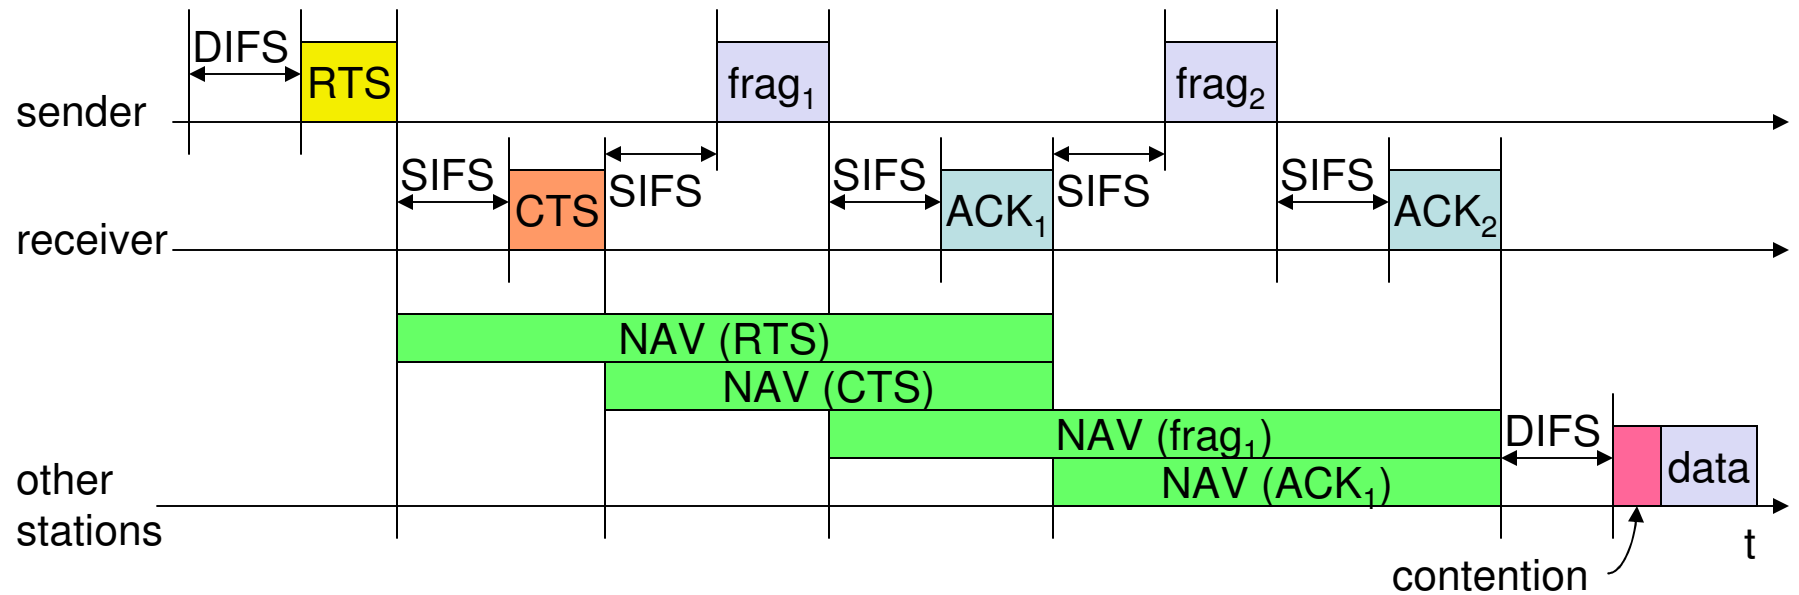 DIFS
RTS
frag1
frag2
sender
SIFS
CTS
SIFS
SIFS
ACK1
SIFS
SIFS
ACK2
receiver
NAV (RTS)
NAV (CTS)
NAV (frag1)
DIFS
NAV (ACK1)
data
other
stations
t
contention